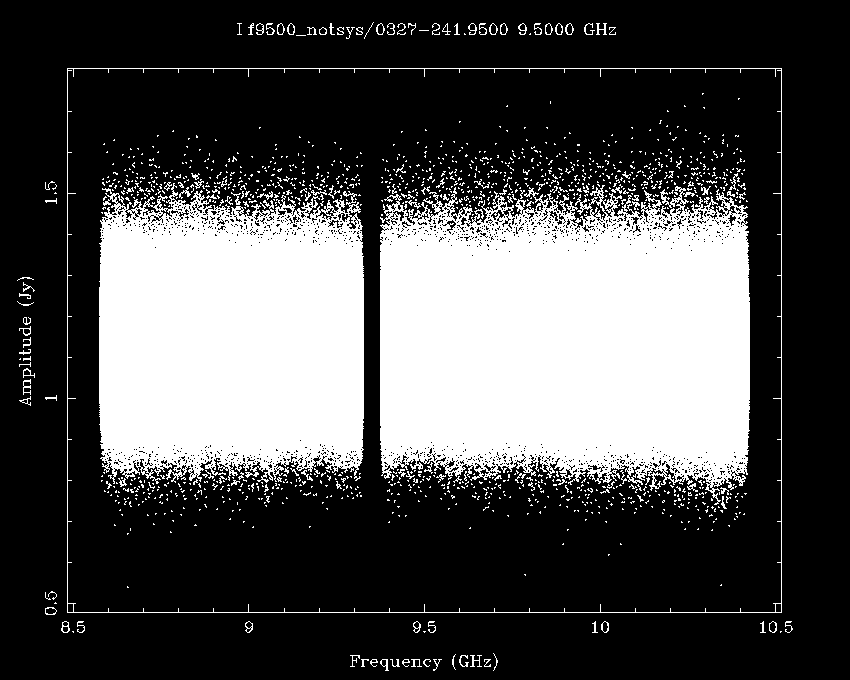 I f9500_notsys/0327-241.9500 9.5000 GHz
1.5
1
0.5
Amplitude (Jy)
8.5 9 9.5 10 10.5
Frequency (GHz)